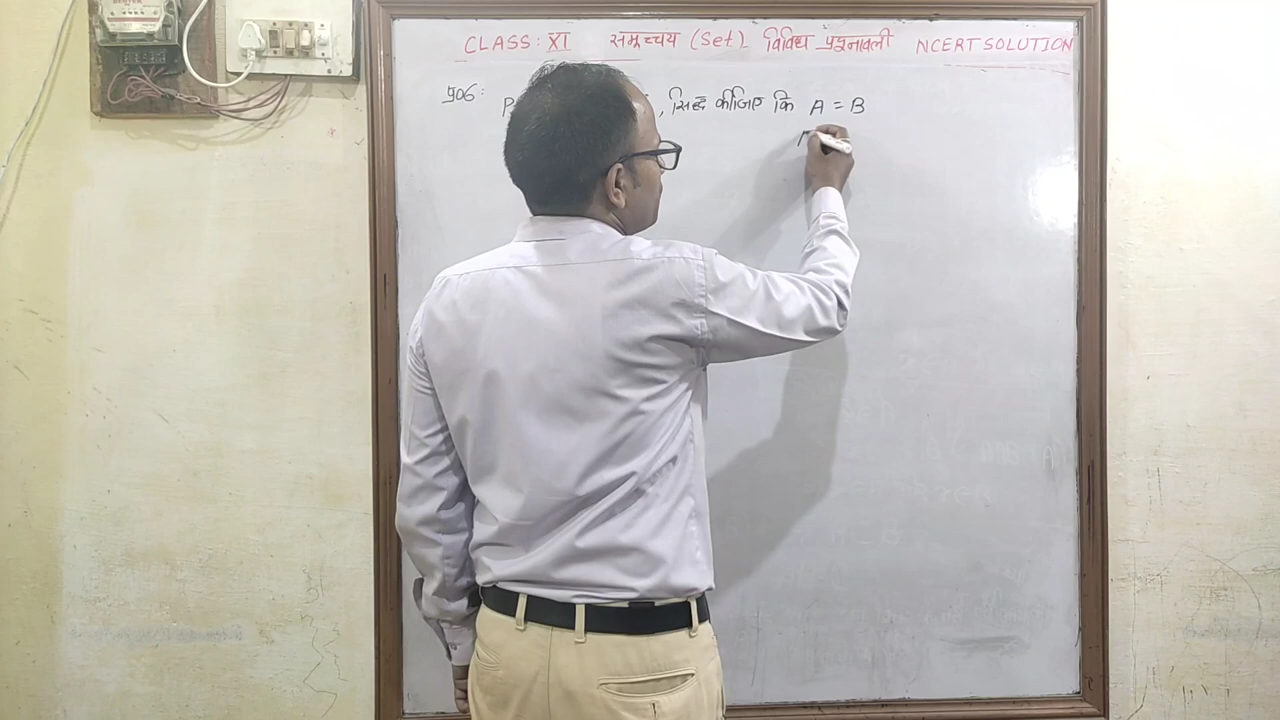 CLASS: XI समुच्चय (Set) विविध प्रश्नावली NCERT SOLUTION
प्र06: P , सिद्ध कीजिए कि A = B